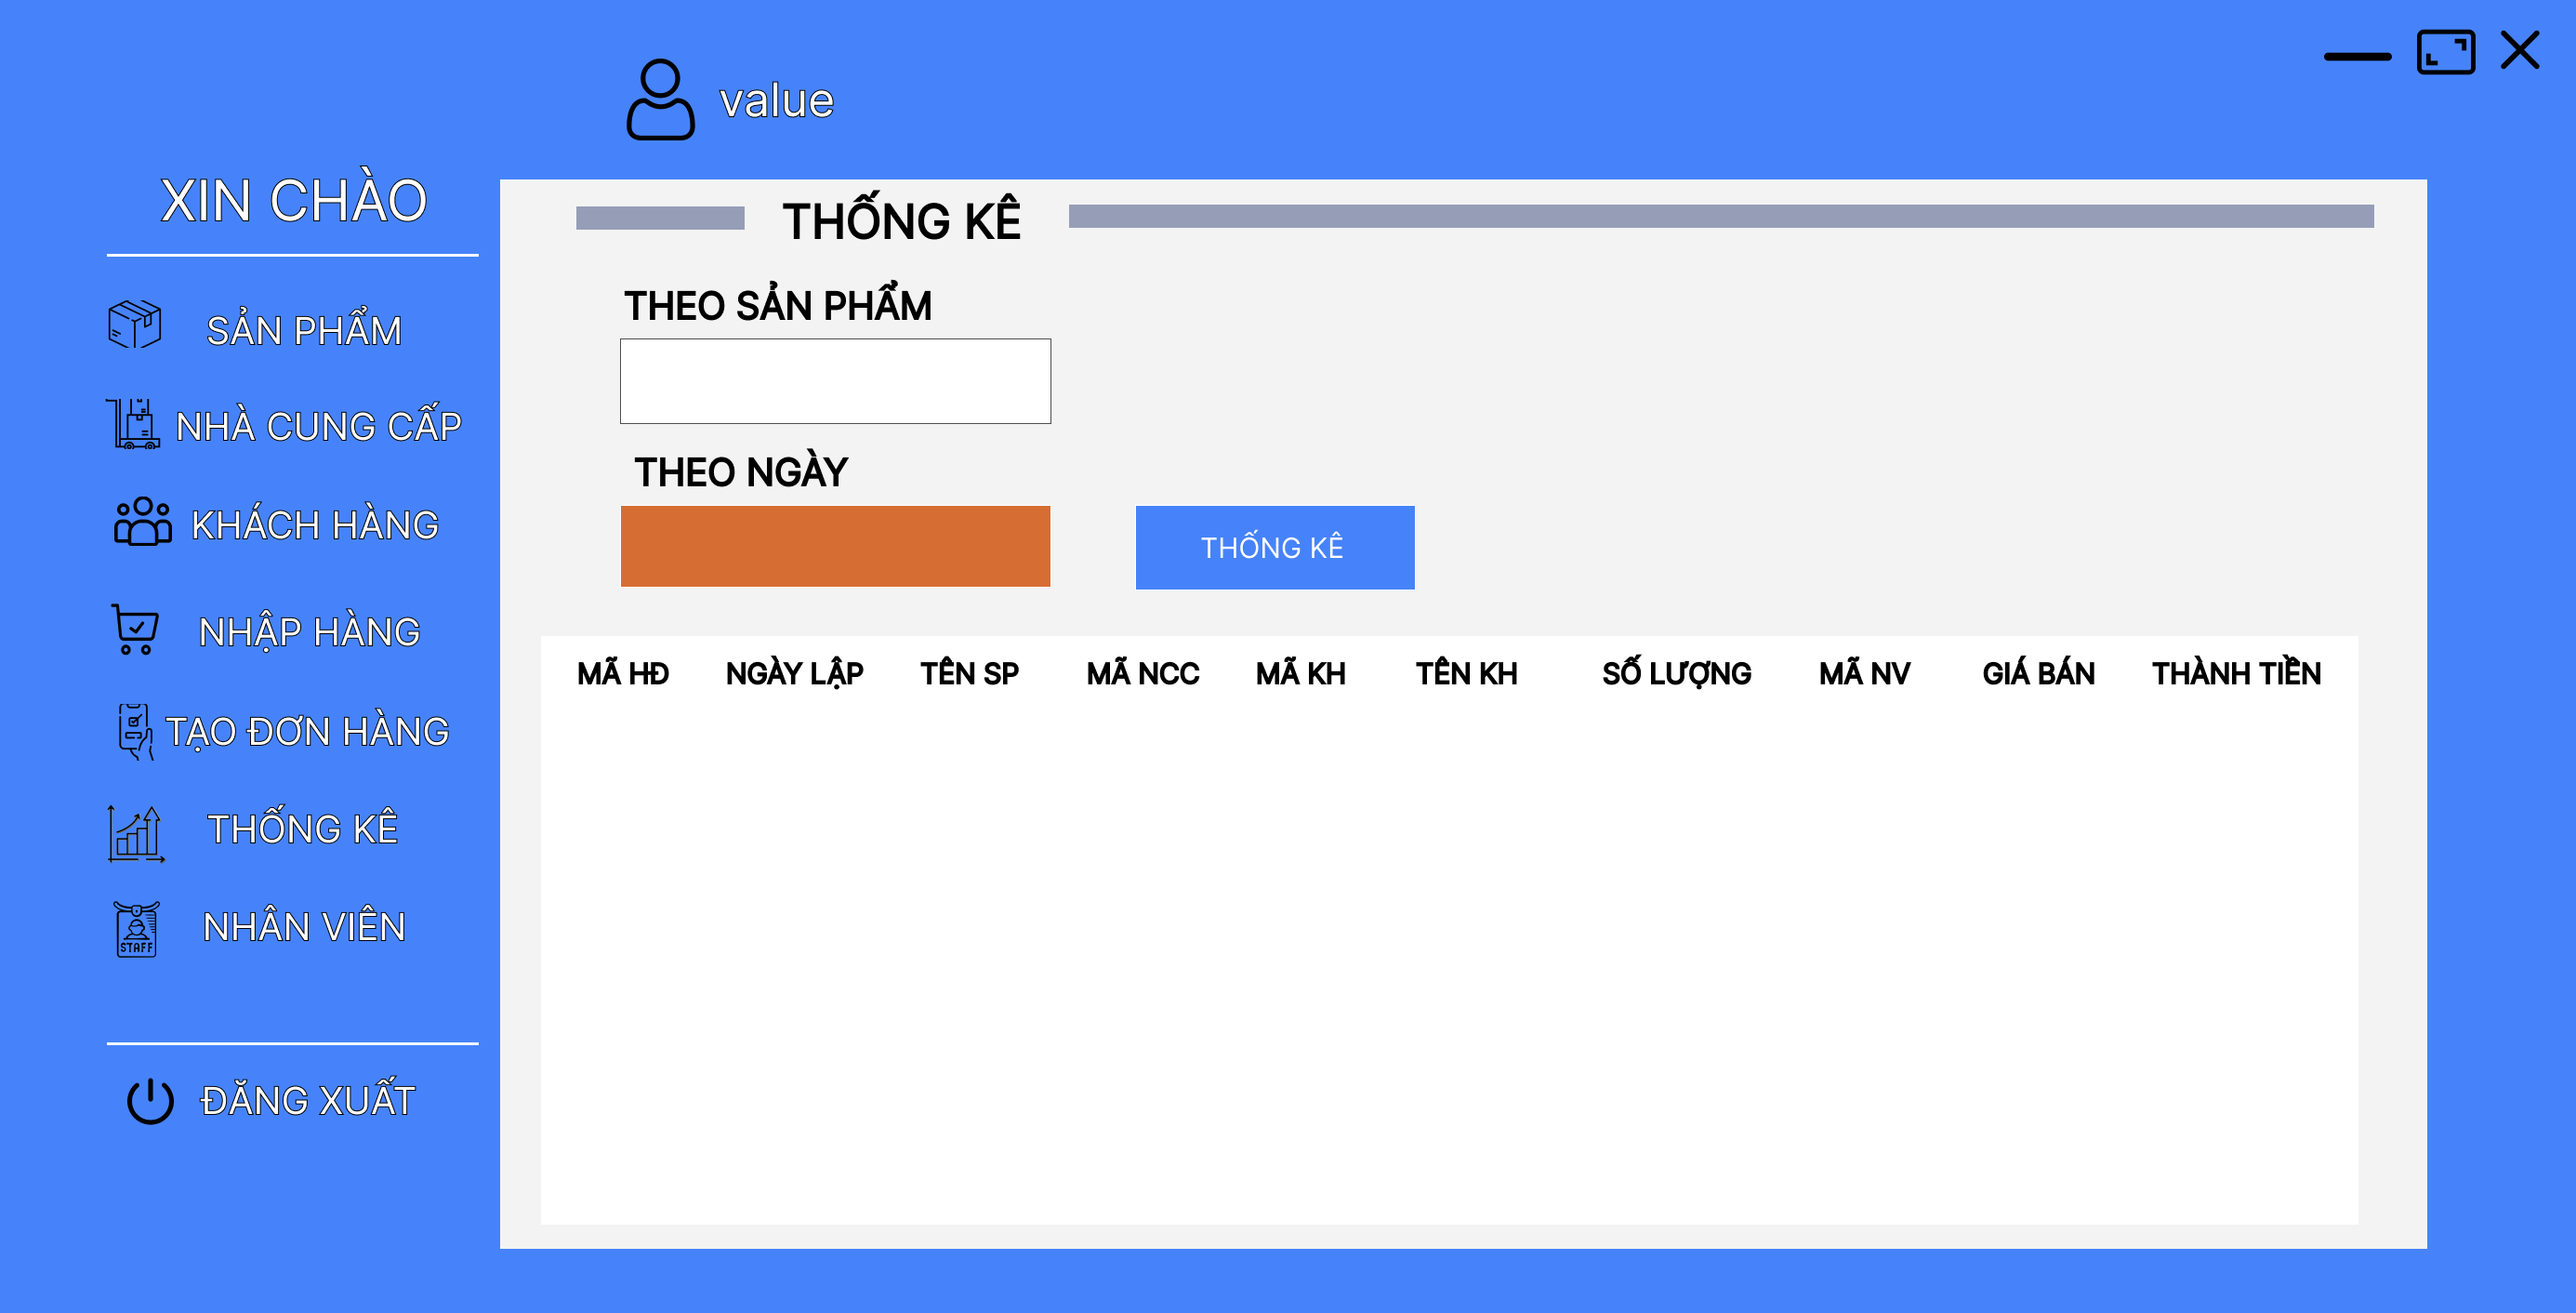 value
XIN CHÀO
SẢN PHẨM
NHÀ CUNG CẤP
KHÁCH HÀNG
NHẬP HÀNG
TẠO ĐƠN HÀNG
THỐNG KÊ
STAFF
NHÂN VIÊN
ĐĂNG XUẤT
THỐNG KÊ
THEO SẢN PHẨM
THEO NGÀY
THỐNG KÊ
MÃ HĐ NGÀY LẬP TÊN SP MÃ NCC MÃ KH TÊN KH SỐ LƯỢNG MÃ NV GIÁ BÁN THÀNH TIỀN